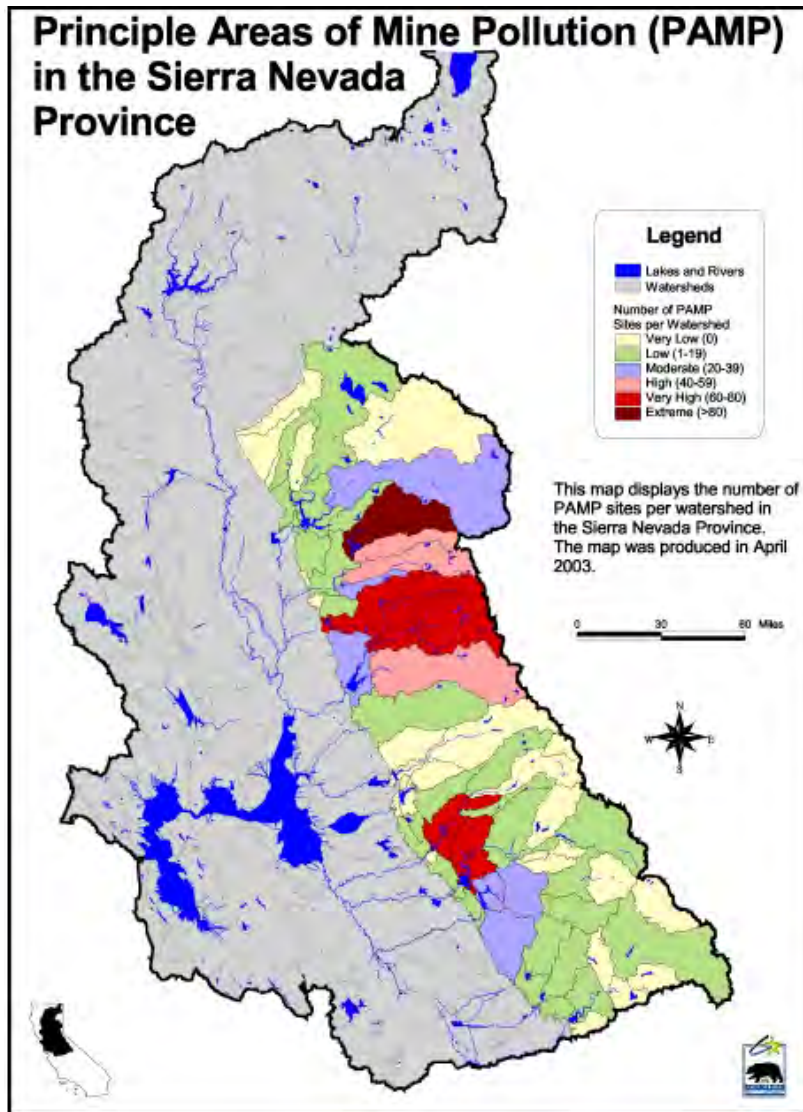 Principle Areas of Mine Pollution (PAMP)
in the Sierra Nevada
Province
Legend
Lakes and Rivers
Watersheds
Number of PAMP
Sites per Watershed
Very Low (0)
Low (1-19)
Moderate (20-39)
High (40-59)
Very High (60-80)
Extreme (>80)
This map displays the number of
PAMP sites per watershed in
the Sierra Nevada Province.
The map was produced in April
2003.
0 30 60 Miles
N
W E
S